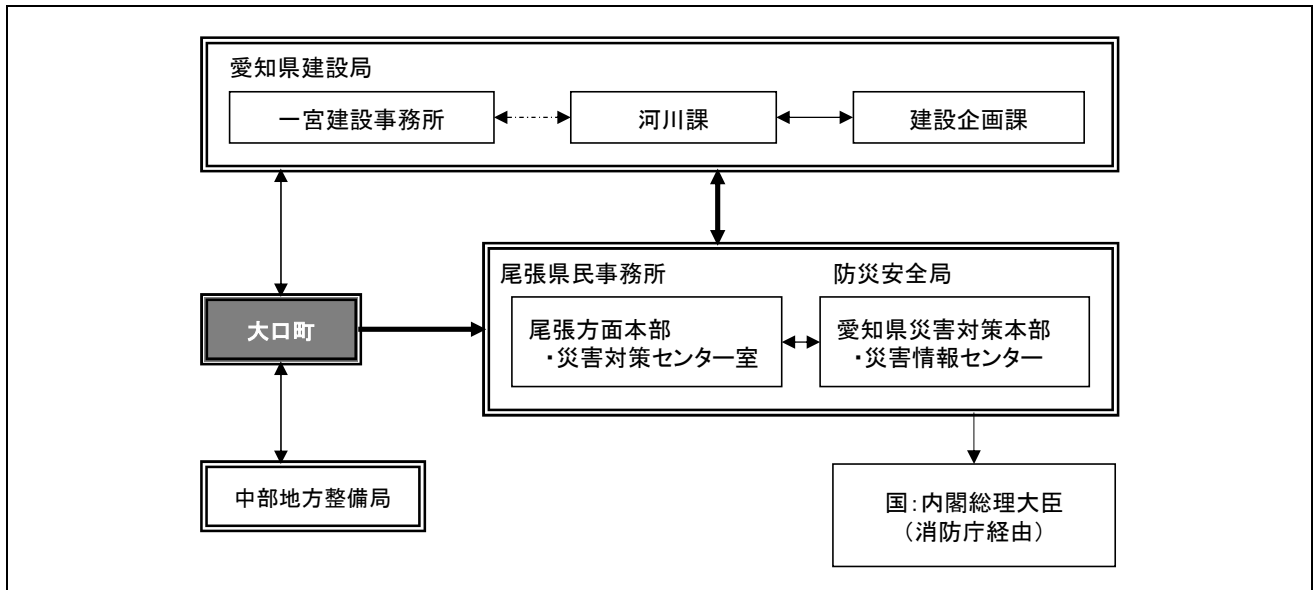 愛知県建設局
一宮建設事務所
河川課
建設企画課
尾張県民事務所
防災安全局
大口町
尾張方面本部
・災害対策センター室
愛知県災害対策本部
・災害情報センター
中部地方整備局
国:内閣総理大臣
（消防庁経由）